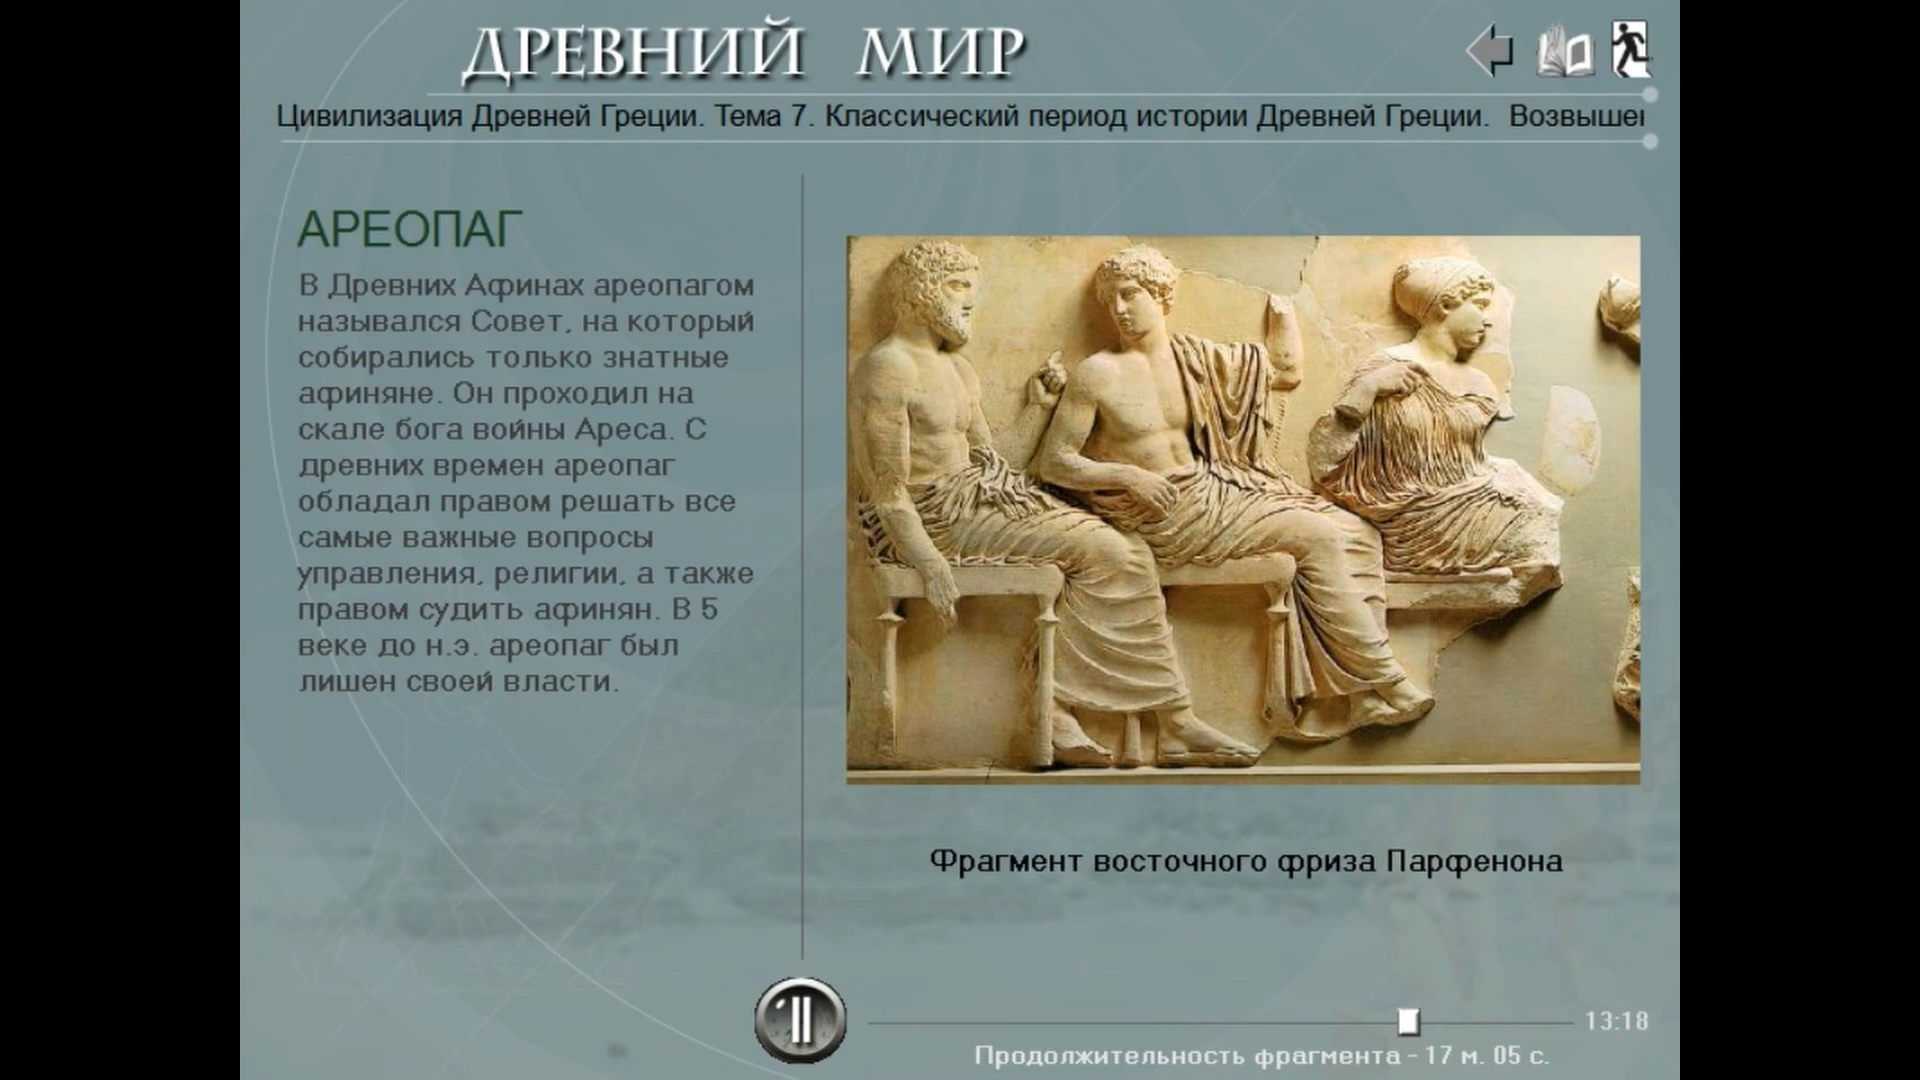 ДРЕВНИЙ МИР
Цивилизация Древней Греции. Тема 7. Классический период истории Древней Греции.
АРЕОПАГ
В Древних Афинах ареопагом
назывался Совет, на который
собирались только знатные
афиняне. Он проходил на
скале бога войны Ареса. С
древних времен ареопаг
обладал правом решать все
самые важные вопросы
управления, религии, а также
правом судить афинян. В 5
веке до н.э. ареопаг был
лишен своей власти.
Фрагмент восточного фриза Парфенона
13:18
Продолжительность фрагмента - 17 м. 05 с.